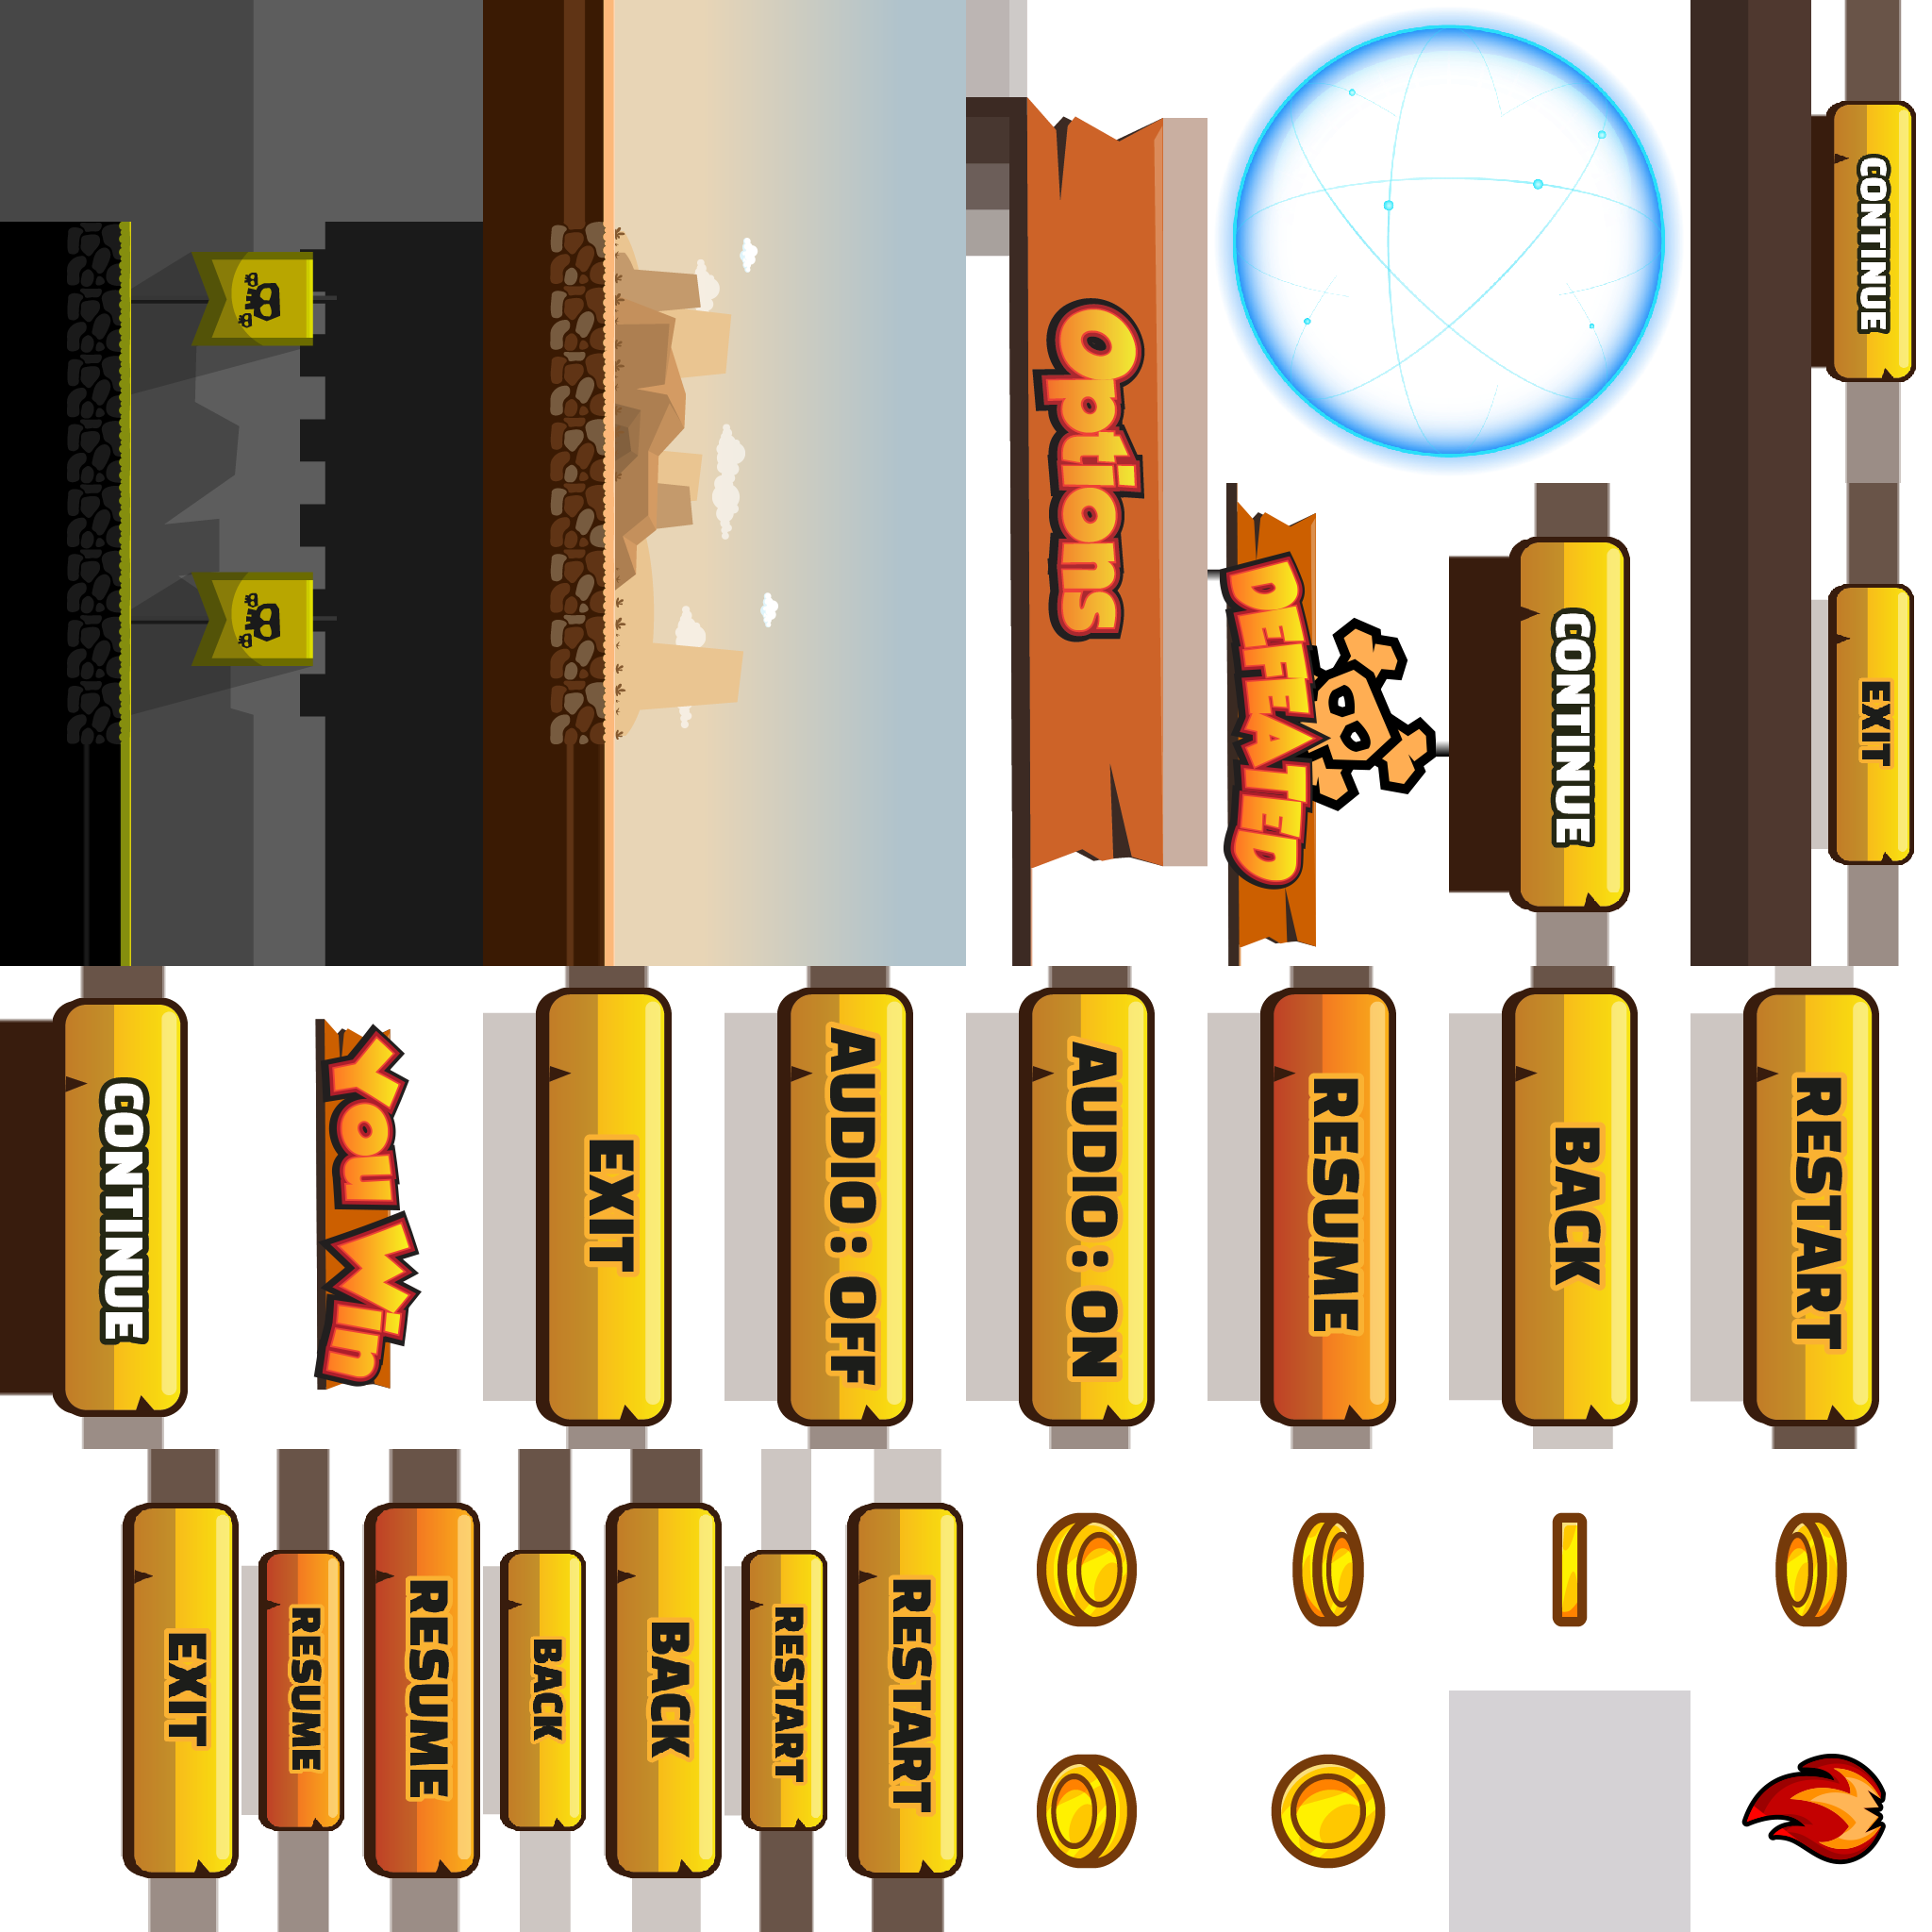 Options
CONTINUE
DEFEATED
CONTINUE
EXIT
CONTINUE
You Win
EXIT
AUDIO: OFF
AUDIO: ON
RESUME
BACK
RESTART
EXIT
RESUME
RESUME
BACK
BACK
RESTART
RESTART